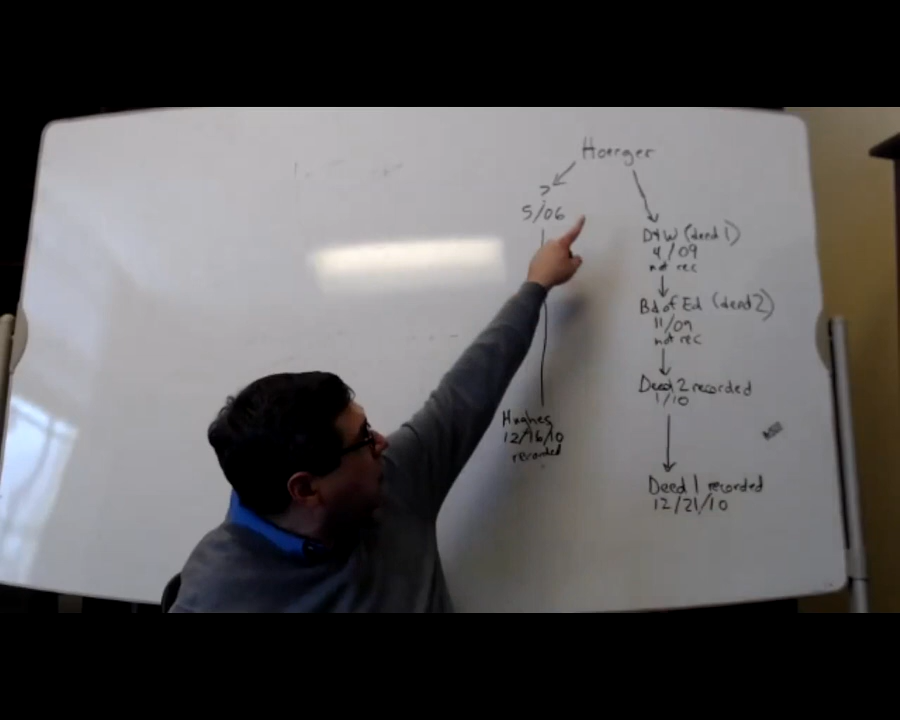 Hoerger
?
5/06
Hughes
12/16/10
recorded
D+W (deed 1)
4/09
not rec
Bd of Ed (deed 2)
11/09
not rec
Deed 2 recorded
1/10
Deed 1 recorded
12/21/10